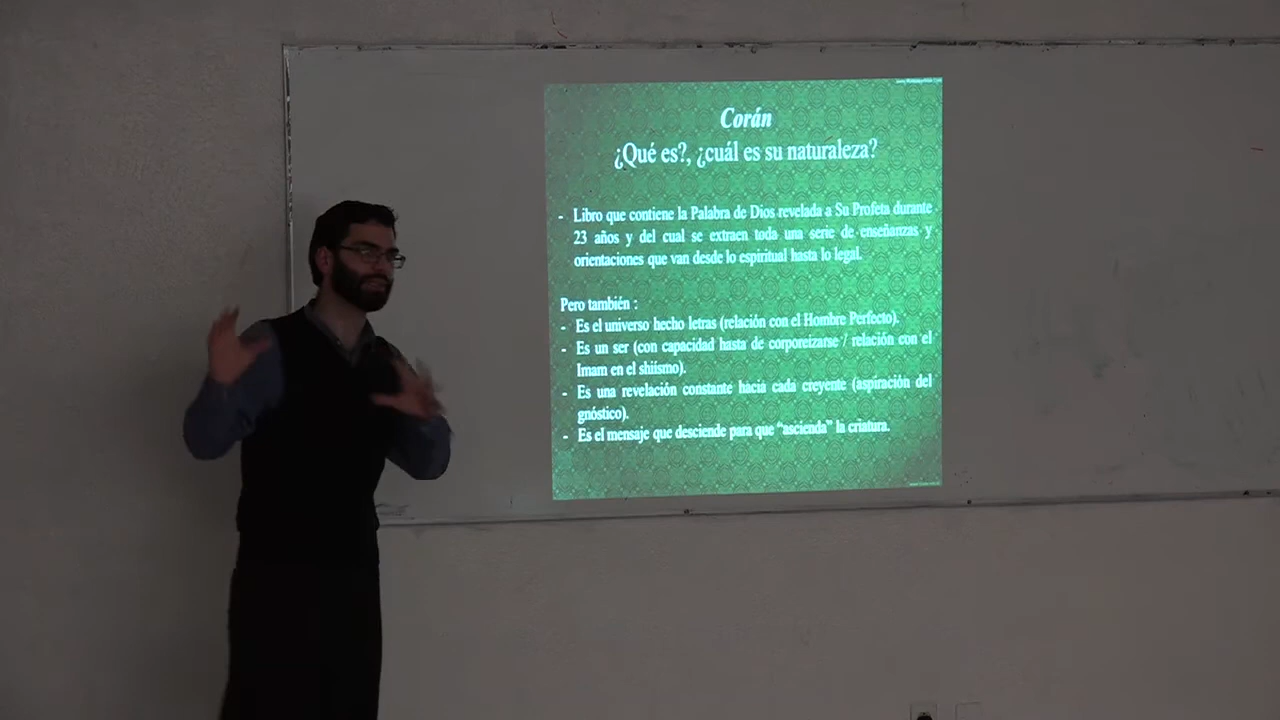 Corán
¿Qué es?, ¿cuál es su naturaleza?
- Libro que contiene la Palabra de Dios revelada a Su Profeta durante
23 años y del cual se extraen toda una serie de enseñanzas y
orientaciones que van desde lo espiritual hasta lo legal.
Pero también :
- Es el universo hecho letras (relación con el Hombre Perfecto).
- Es un ser (con capacidad hasta de corporeizarse / relación con el
Imam en el shiísmo).
- Es una revelación constante hacia cada creyente (aspiración del
gnóstico).
- Es el mensaje que desciende para que “ascienda” la criatura.